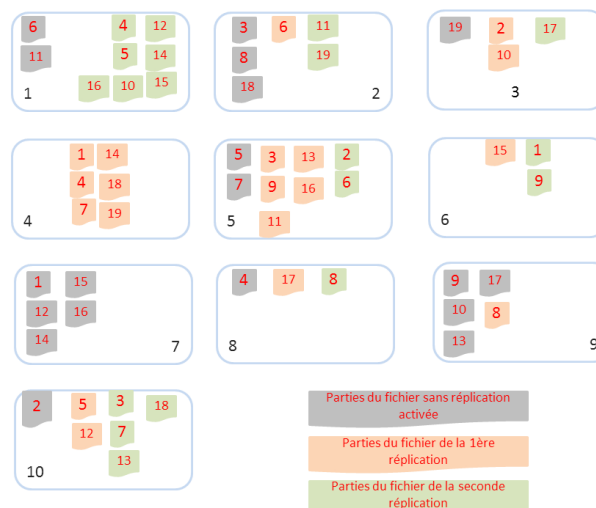 6 4 12
11 5 14
16 10 15
1
3 6 11
8 19
18
2
19 2 17
10
3
1 14
4 18
7 19
4
5 3 13 2
7 9 16 6
11
5
15 1
9
6
1 15
12 16
14
7
4 17 8
8
9 17
10 8
13
9
2 5 3 18
12 7
13
10
Parties du fichier sans réplication
activée
Parties du fichier de la 1ère
réplication
Parties du fichier de la seconde
réplication